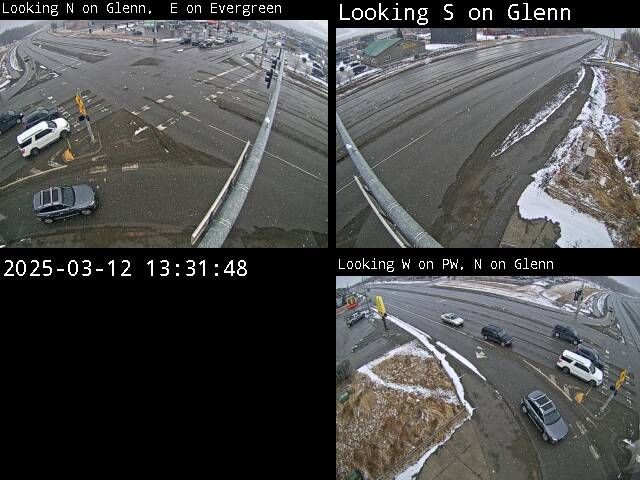 Looking N on Glenn,  E on Evergreen
Looking S on Glenn
2025-03-12 13:31:48
Looking W on PW, N on Glenn